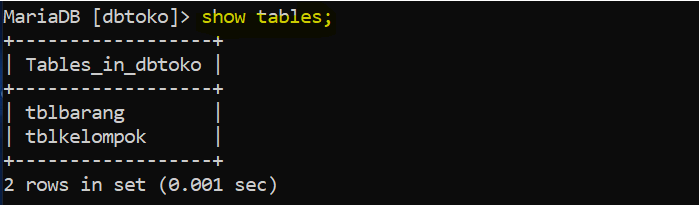 MariaDB [dbtoko]> show tables;
+------------------+
| Tables_in_dbtoko |
+------------------+
| tblbarang        |
| tblkelompok      |
+------------------+
2 rows in set (0.001 sec)